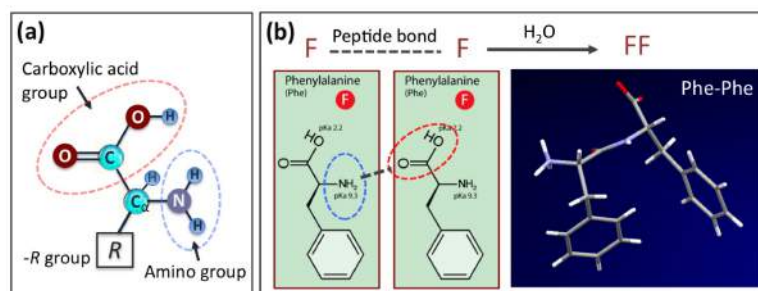 (a)
Carboxylic acid
group
O
H
O
C
H
H
Cα
N
H
R
-R group
Amino group
(b)
F
Peptide bond
F
H2O
FF
Phenylalanine
(Phe)
F
pKa 2.2
HO
O
NH2
pKa 9.3
Phenylalanine
(Phe)
F
HO
O
NH2
pKa 9.3
Phe-Phe